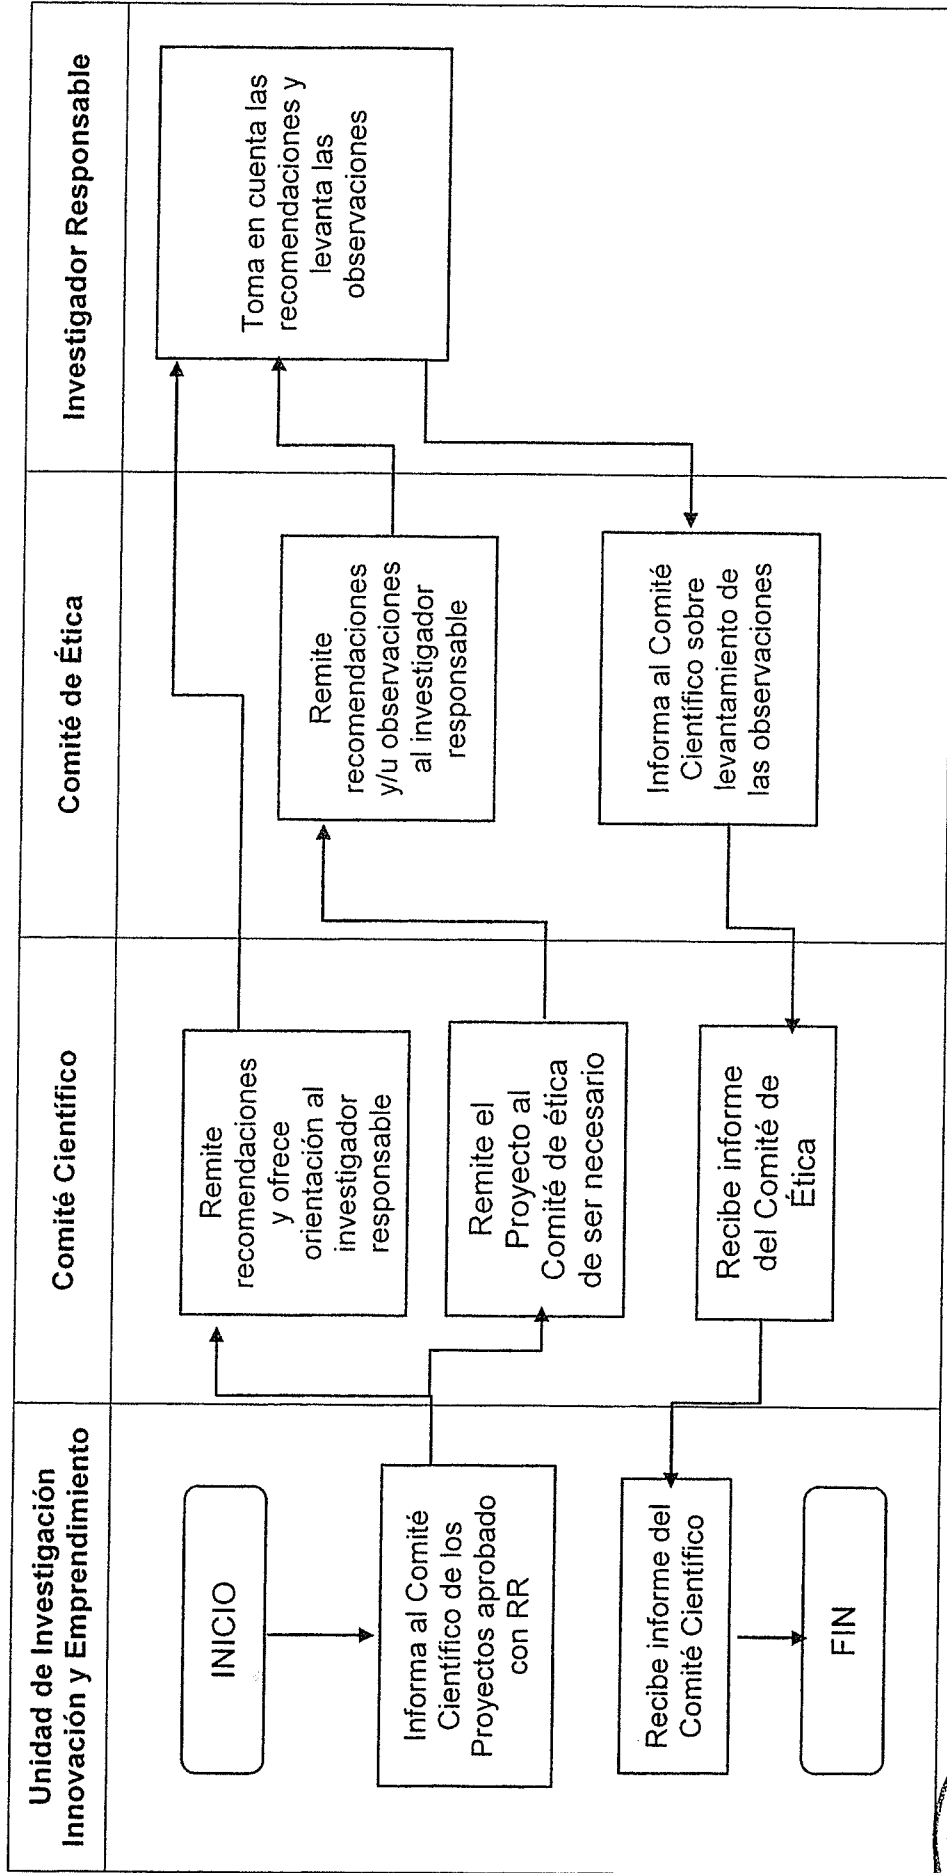 Unidad de Investigación
Innovación y Emprendimiento
Comité Científico
Comité de Ética
Investigador Responsable
INICIO
Informa al Comité
Científico de los
Proyectos aprobado
con RR
Recibe informe del
Comité Científico
FIN
Remite
recomendaciones
y ofrece
orientación al
investigador
responsable
Remite el
Proyecto al
Comité de ética
de ser necesario
Recibe informe
del Comité de
Ética
Remite
recomendaciones
y/u observaciones
al investigador
responsable
Informa al Comité
Científico sobre
levantamiento de
las observaciones
Toma en cuenta las
recomendaciones y
levanta las
observaciones